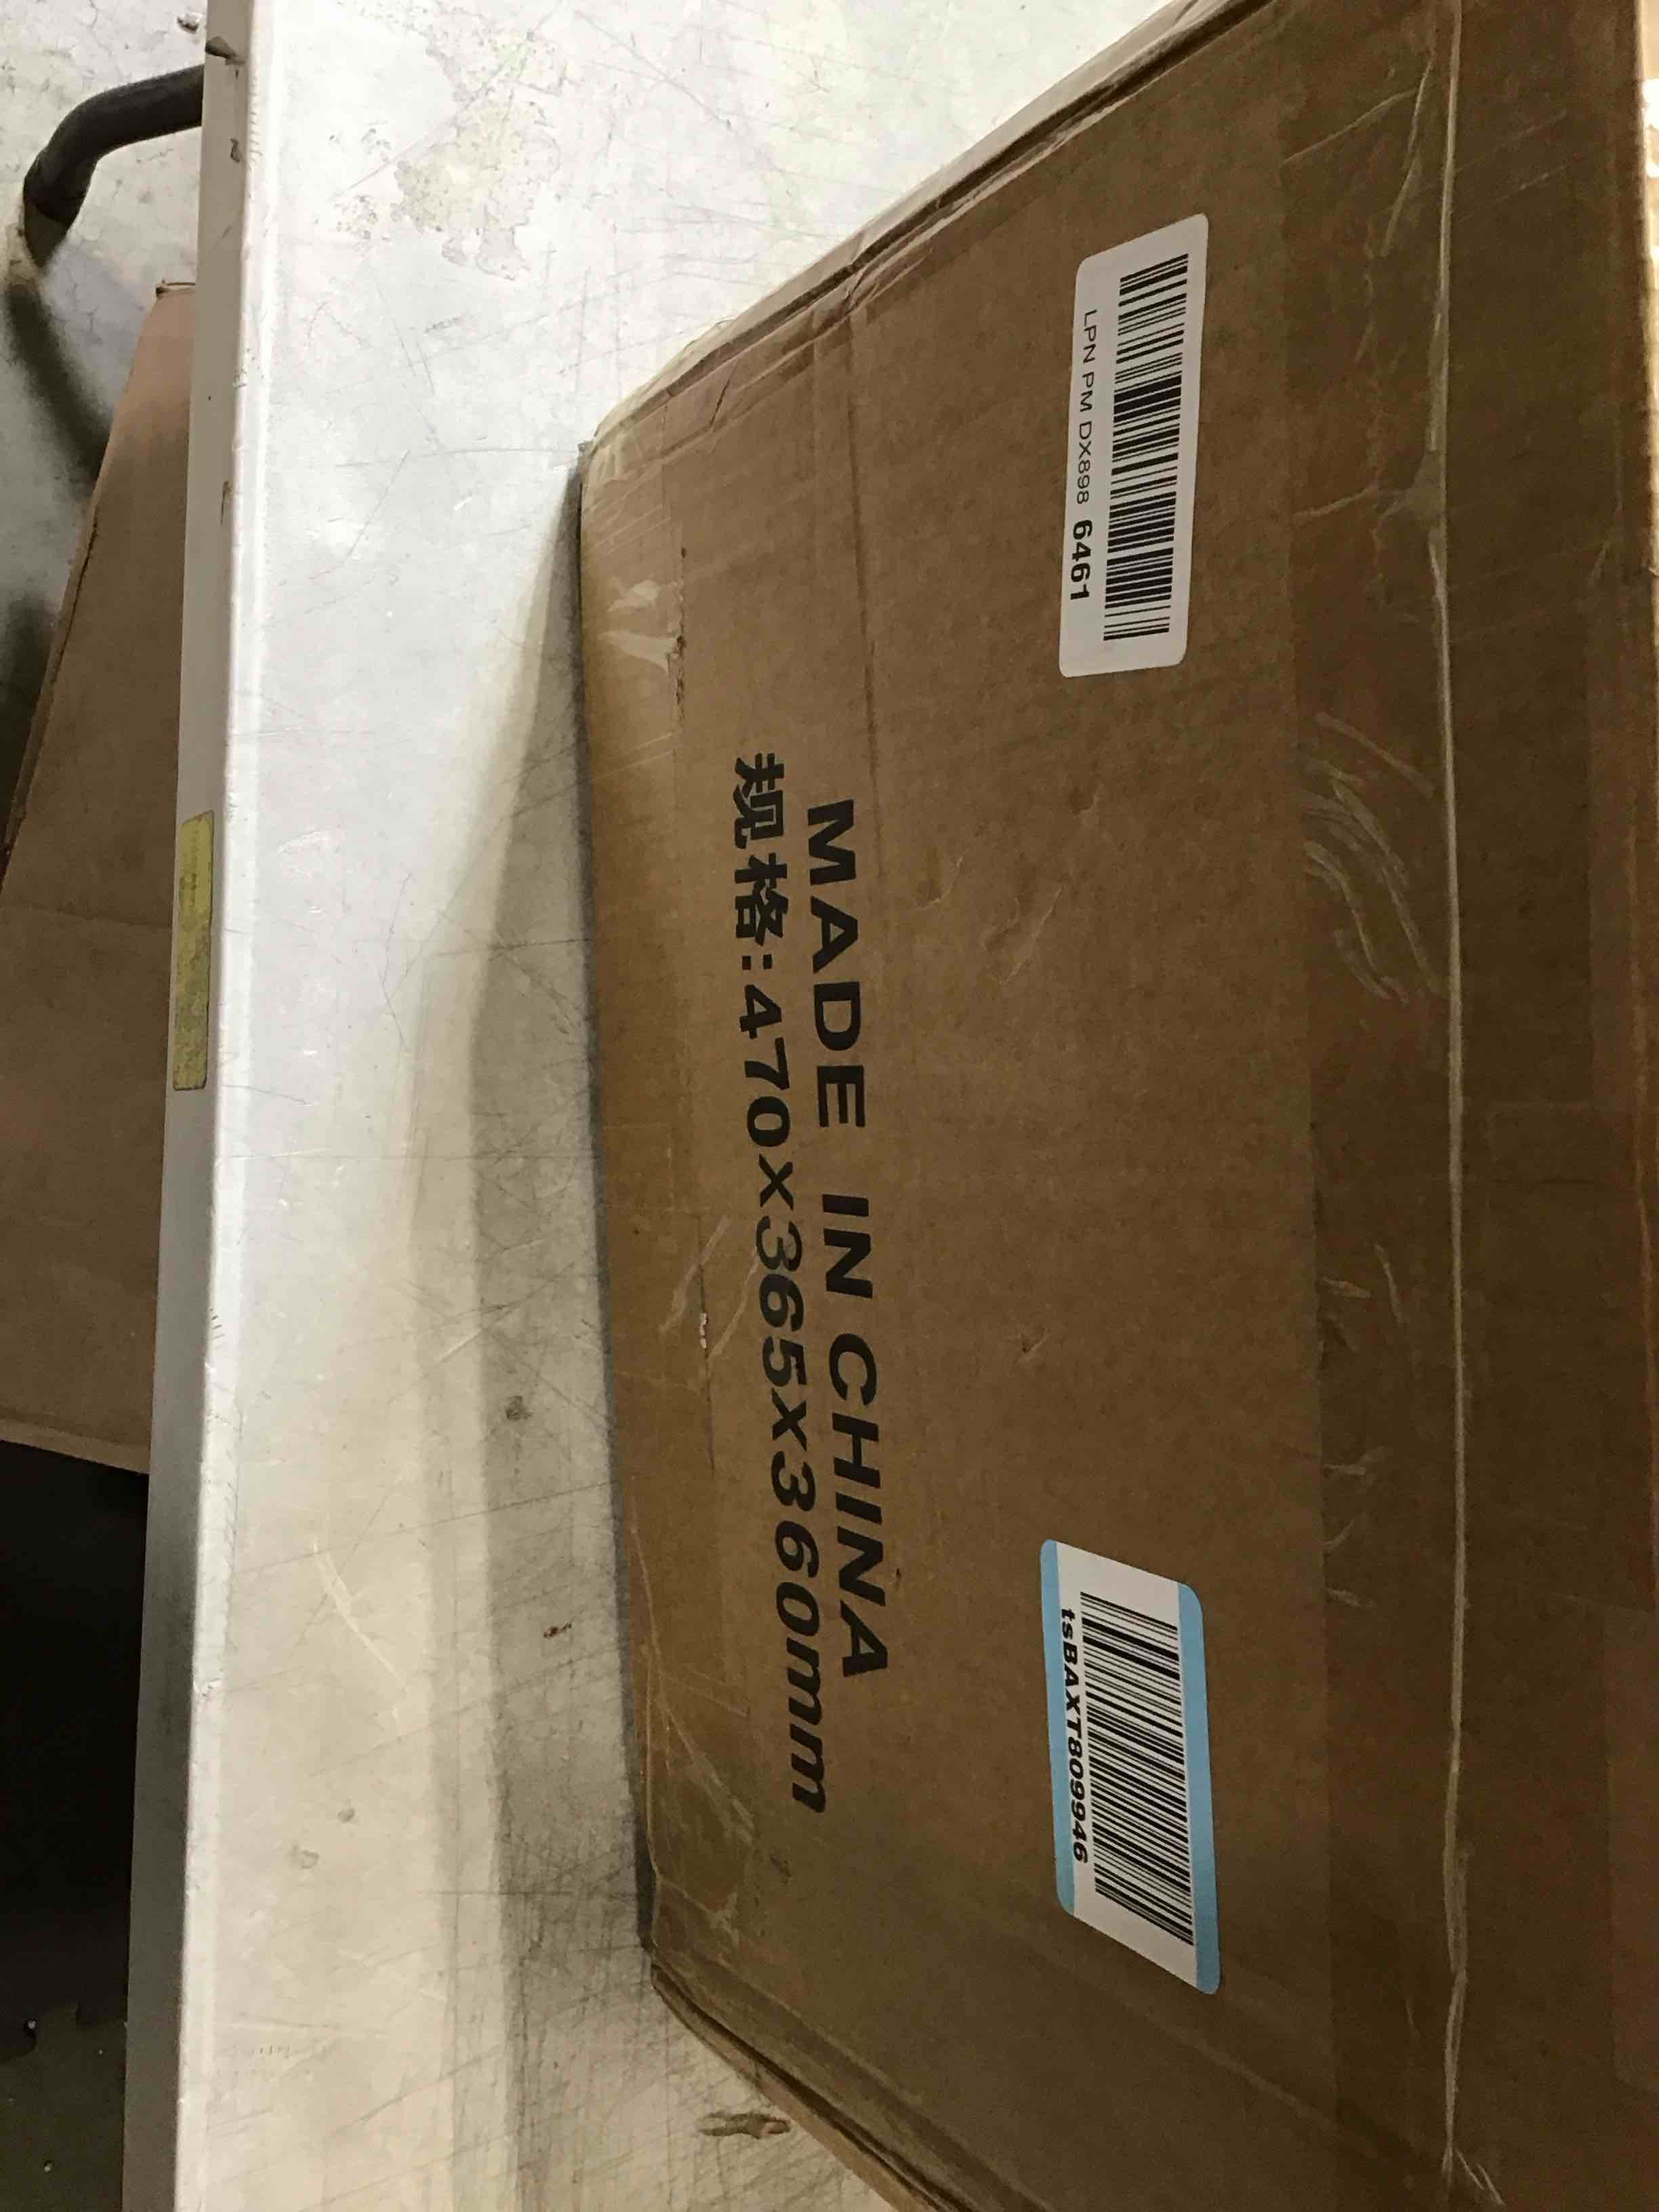 LPN PM DX898 6461
tsBAXT809946
MADE IN CHINA
规格:470X365X360mm